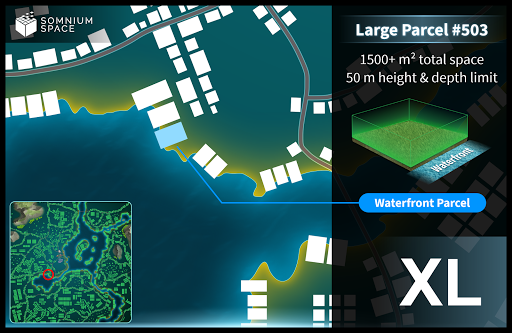 SOMNIUM
SPACE
Large Parcel #503
1500+ m² total space
50 m height & depth limit
Waterfront
Waterfront Parcel
XL